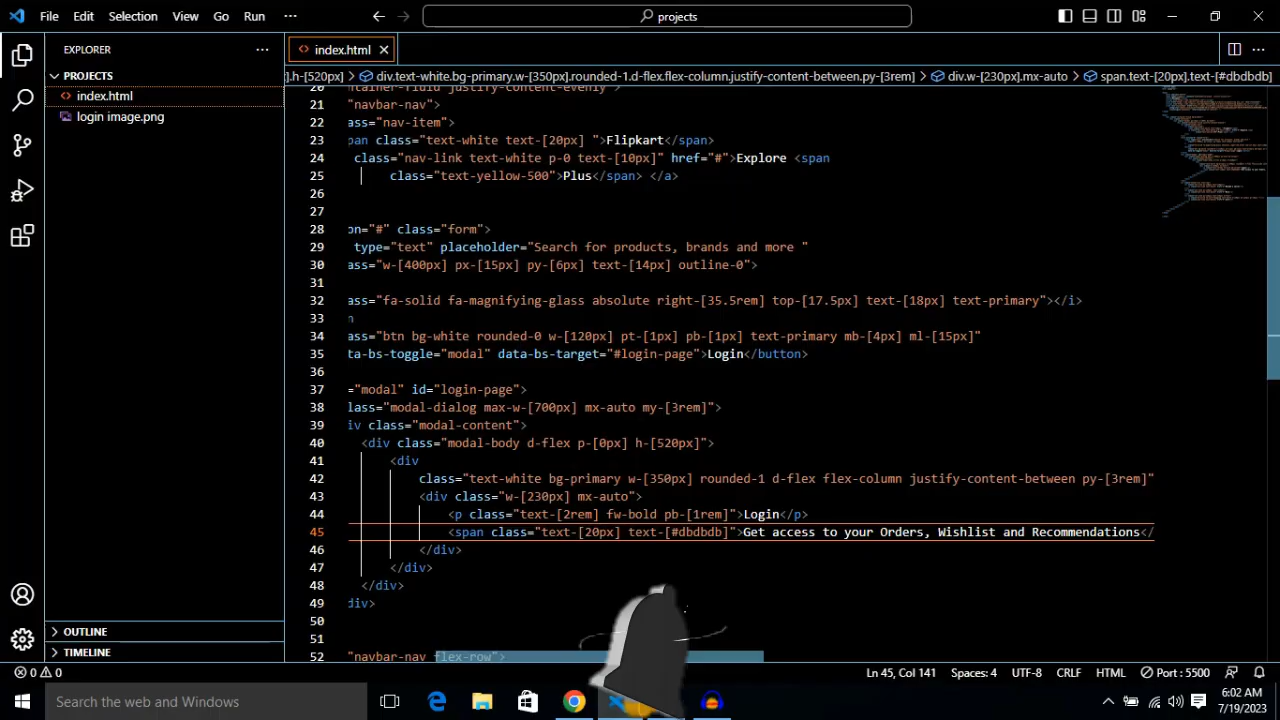 File Edit Selection View Go Run ··· projects
EXPLORER ···
index.html
PROJECTS
index.html
login image.png
].h-[520px] > div.text-white.bg-primary.w-[350px].rounded-1.d-flex.flex-column.justify-content-between.py-[3rem] > div.w-[230px].mx-auto > span.text-[20px].text-[#dbdbdb]
20 ntainer-fluid justify-content-evenly">
21 "navbar-nav">
22 ass="nav-item">
23 pan class="text-white text-[20px] ">Flipkart</span>
24 class="nav-link text-white p-0 text-[10px]" href="#">Explore <span
25 class="text-yellow-500">Plus</span> </a>
26
27
28 on="#" class="form">
29 type="text" placeholder="Search for products, brands and more "
30 ass="w-[400px] px-[15px] py-[6px] text-[14px] outline-0">
31
32 ass="fa-solid fa-magnifying-glass absolute right-[35.5rem] top-[17.5px] text-[18px] text-primary"></i>
33 n
34 ass="btn bg-white rounded-0 w-[120px] pt-[1px] pb-[1px] text-primary mb-[4px] ml-[15px]"
35 ta-bs-toggle="modal" data-bs-target="#login-page">Login</button>
36
37 ="modal" id="login-page">
38 lass="modal-dialog max-w-[700px] mx-auto my-[3rem]">
39 iv class="modal-content">
40 <div class="modal-body d-flex p-[0px] h-[520px]">
41 <div
42 class="text-white bg-primary w-[350px] rounded-1 d-flex flex-column justify-content-between py-[3rem]"
43 <div class="w-[230px] mx-auto">
44 <p class="text-[2rem] fw-bold pb-[1rem]">Login</p>
45 <span class="text-[20px] text-[#dbdbdb]">Get access to your Orders, Wishlist and Recommendations</
46 </div>
47 </div>
48 </div>
49 div>
50
51
52 "navbar-nav flex-row">
OUTLINE
TIMELINE
0 0 Ln 45, Col 141 Spaces: 4 UTF-8 CRLF HTML Port : 5500
Search the web and Windows
6:02 AM
7/19/2023